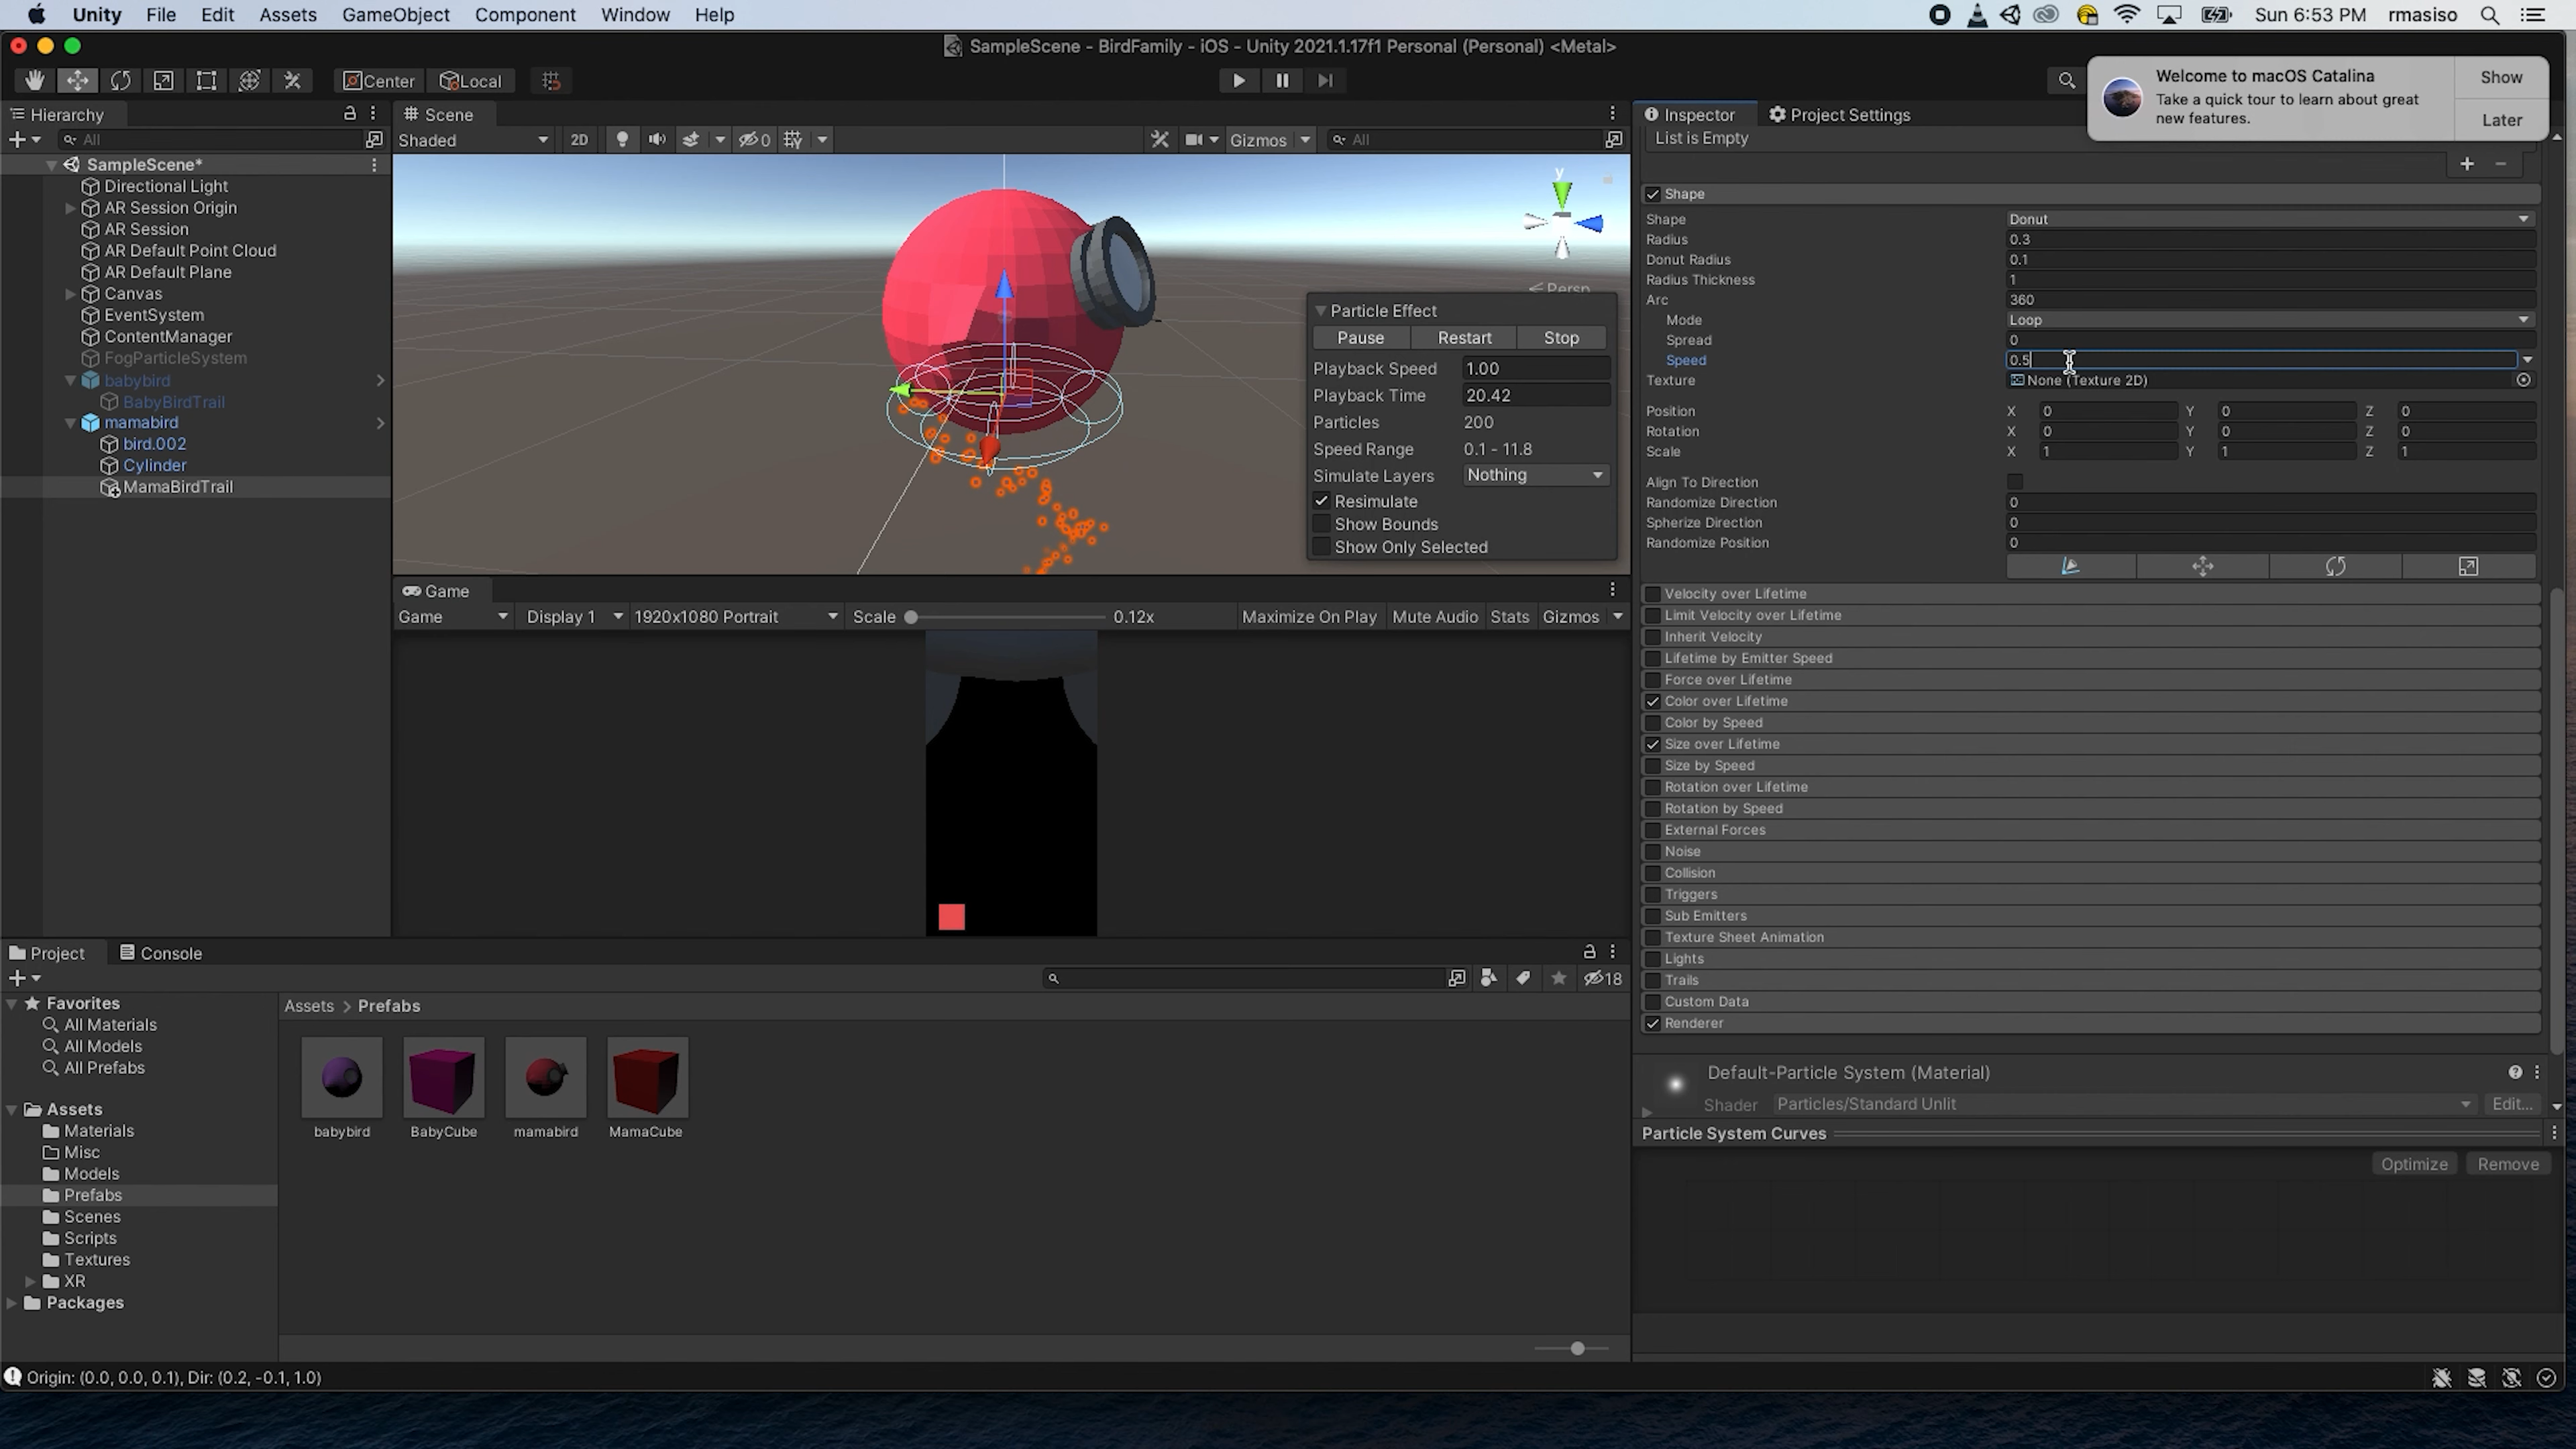 Unity File Edit Assets GameObject Component Window Help
Sun 6:53 PM rmasiso
SampleScene - BirdFamily - iOS - Unity 2021.1.17f1 Personal (Personal) <Metal>
Center Local
Welcome to macOS Catalina
Take a quick tour to learn about great
new features.
Show
Later
Hierarchy
All
SampleScene*
Directional Light
AR Session Origin
AR Session
AR Default Point Cloud
AR Default Plane
Canvas
EventSystem
ContentManager
FogParticleSystem
babybird
BabyBirdTrail
mamabird
bird.002
Cylinder
MamaBirdTrail
Scene
Shaded 2D 0 Gizmos All
y
Persp
Particle Effect
Pause Restart Stop
Playback Speed 1.00
Playback Time 20.42
Particles 200
Speed Range 0.1 - 11.8
Simulate Layers Nothing
Resimulate
Show Bounds
Show Only Selected
Game
Game Display 1 1920x1080 Portrait Scale 0.12x Maximize On Play Mute Audio Stats Gizmos
Inspector Project Settings
List is Empty
Shape
Shape Donut
Radius 0.3
Donut Radius 0.1
Radius Thickness 1
Arc 360
Mode Loop
Spread 0
Speed 0.5
Texture None (Texture 2D)
Position X 0 Y 0 Z 0
Rotation X 0 Y 0 Z 0
Scale X 1 Y 1 Z 1
Align To Direction
Randomize Direction 0
Spherize Direction 0
Randomize Position 0
Velocity over Lifetime
Limit Velocity over Lifetime
Inherit Velocity
Lifetime by Emitter Speed
Force over Lifetime
Color over Lifetime
Color by Speed
Size over Lifetime
Size by Speed
Rotation over Lifetime
Rotation by Speed
External Forces
Noise
Collision
Triggers
Sub Emitters
Texture Sheet Animation
Lights
Trails
Custom Data
Renderer
Default-Particle System (Material)
Shader Particles/Standard Unlit Edit...
Particle System Curves
Optimize Remove
Project Console
18
Favorites
All Materials
All Models
All Prefabs
Assets
Materials
Misc
Models
Prefabs
Scenes
Scripts
Textures
XR
Packages
Assets > Prefabs
babybird BabyCube mamabird MamaCube
Origin: (0.0, 0.0, 0.1), Dir: (0.2, -0.1, 1.0)